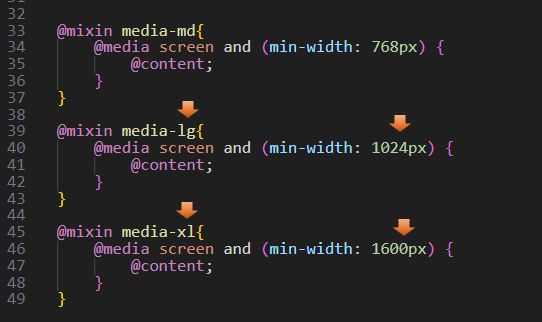 32
33 @mixin media-md{
34 @media screen and (min-width: 768px) {
35 @content;
36 }
37 }
38
39 @mixin media-lg{
40 @media screen and (min-width: 1024px) {
41 @content;
42 }
43 }
44
45 @mixin media-xl{
46 @media screen and (min-width: 1600px) {
47 @content;
48 }
49 }